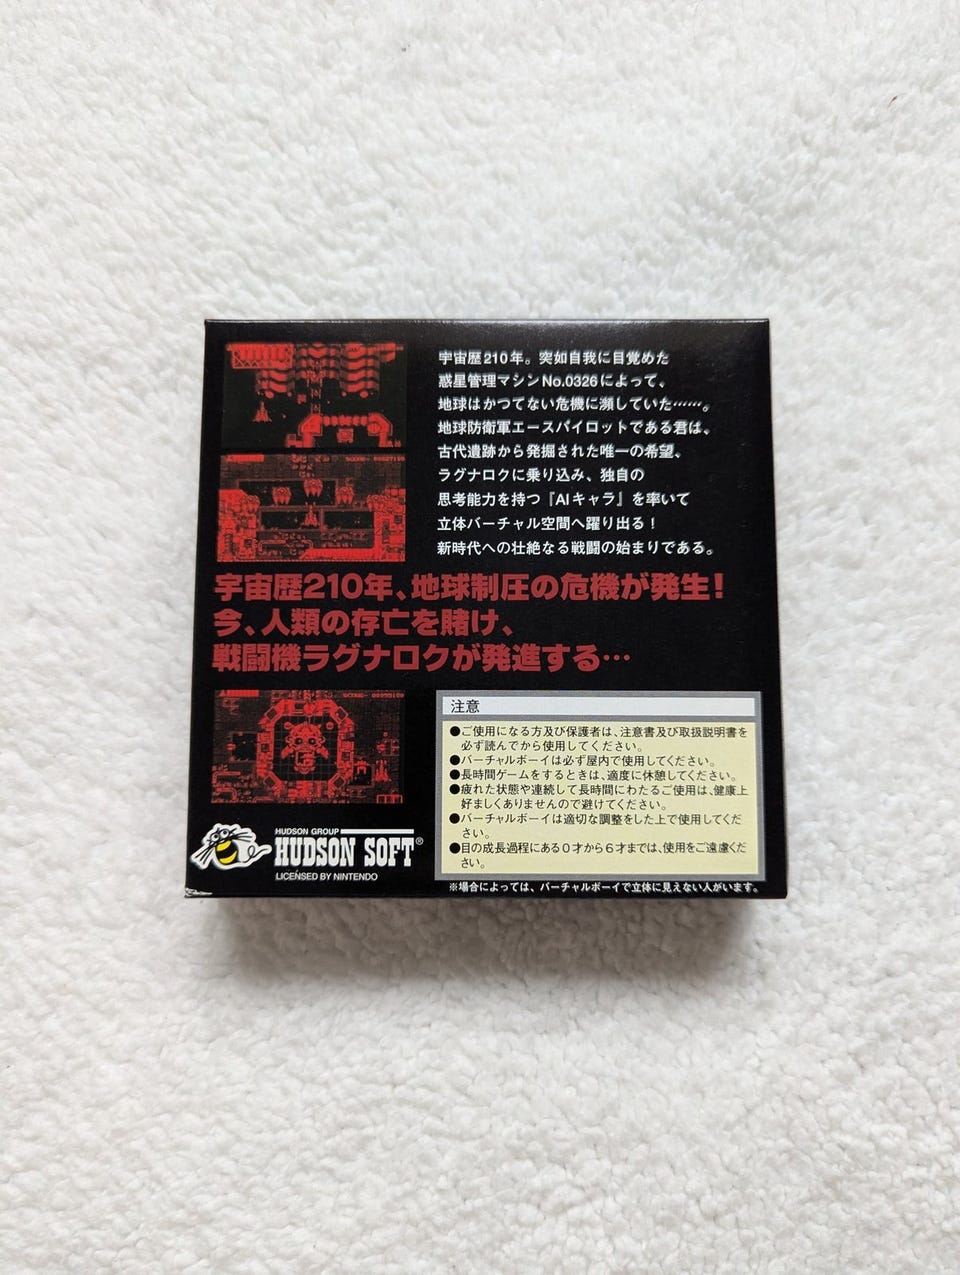 宇宙歴210年。突如自我に目覚めた
惑星管理マシンNo.0326によって、
地球はかつてない危機に瀕していた……。
地球防衛軍エースパイロットである君は、
古代遺跡から発掘された唯一の希望、
ラグナロクに乗り込み、独自の
思考能力を持つ『AIキャラ』を率いて
立体バーチャル空間へ躍り出る！
新時代への壮絶なる戦闘の始まりである。
宇宙歴210年、地球制圧の危機が発生！
今、人類の存亡を賭け、
戦闘機ラグナロクが発進する…
注意
●ご使用になる方及び保護者は、注意書及び取扱説明書を
必ず読んでから使用してください。
●バーチャルボーイは必ず屋内で使用してください。
●長時間ゲームをするときは、適度に休憩してください。
●疲れた状態や連続して長時間にわたるご使用は、健康上
好ましくありませんので避けてください。
●バーチャルボーイは適切な調整をした上で使用してくだ
さい。
●目の成長過程にある0才から6才までは、使用をご遠慮くだ
さい。
※場合によっては、バーチャルボーイで立体に見えない人がいます。
HUDSON GROUP
HUDSON SOFT®
LICENSED BY NINTENDO